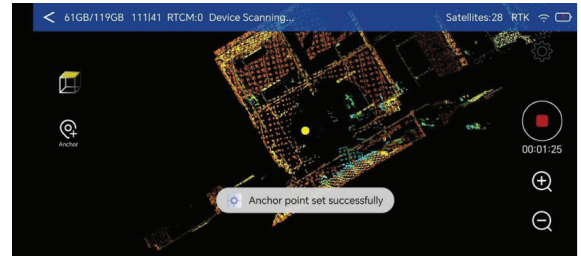 61GB/119GB 111|41 RTCM:0 Device Scanning... Satellites:28 RTK
Anchor
00:01:25
Anchor point set successfully